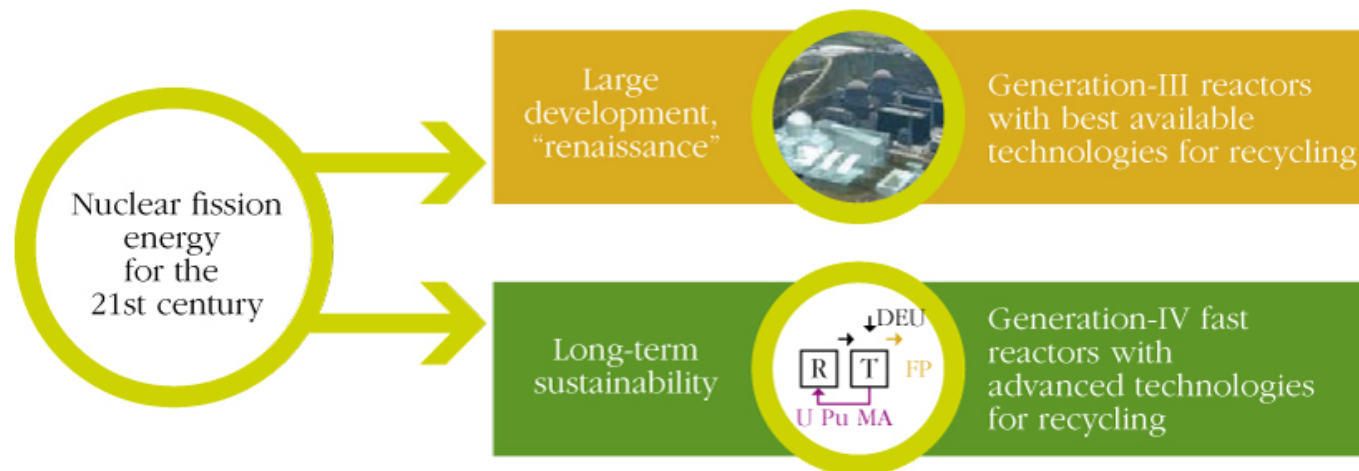 Nuclear fission
energy
for the
21st century
Large
development,
“renaissance”
Generation-III reactors
with best available
technologies for recycling
Long-term
sustainability
DEU
R T FP
U Pu MA
Generation-IV fast
reactors with
advanced technologies
for recycling